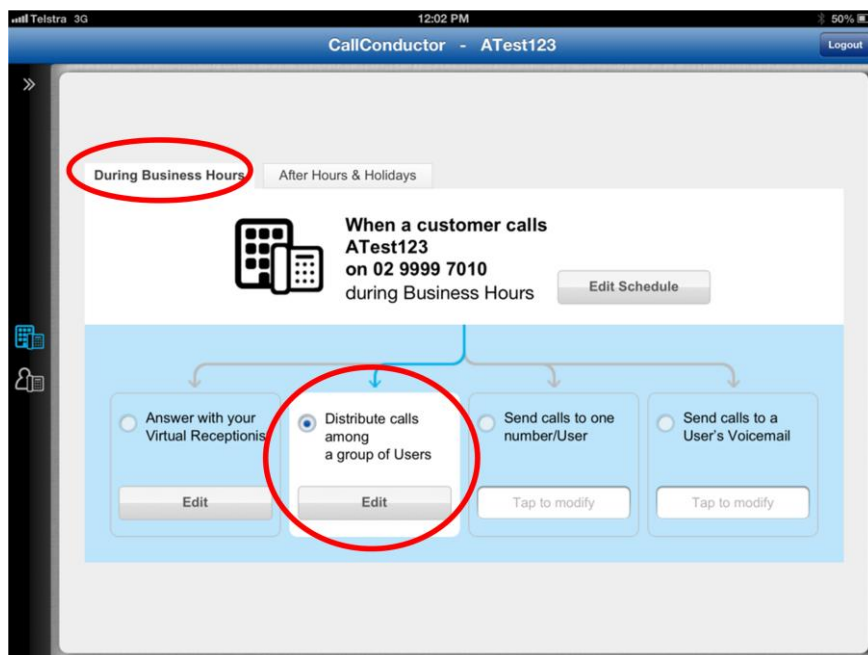 Telstra 3G 12:02 PM 50%
CallConductor - ATest123 Logout
During Business Hours After Hours & Holidays
When a customer calls
ATest123
on 02 9999 7010
during Business Hours
Edit Schedule
Answer with your
Virtual Receptionis
Edit
Distribute calls
among
a group of Users
Edit
Send calls to one
number/User
Tap to modify
Send calls to a
User's Voicemail
Tap to modify